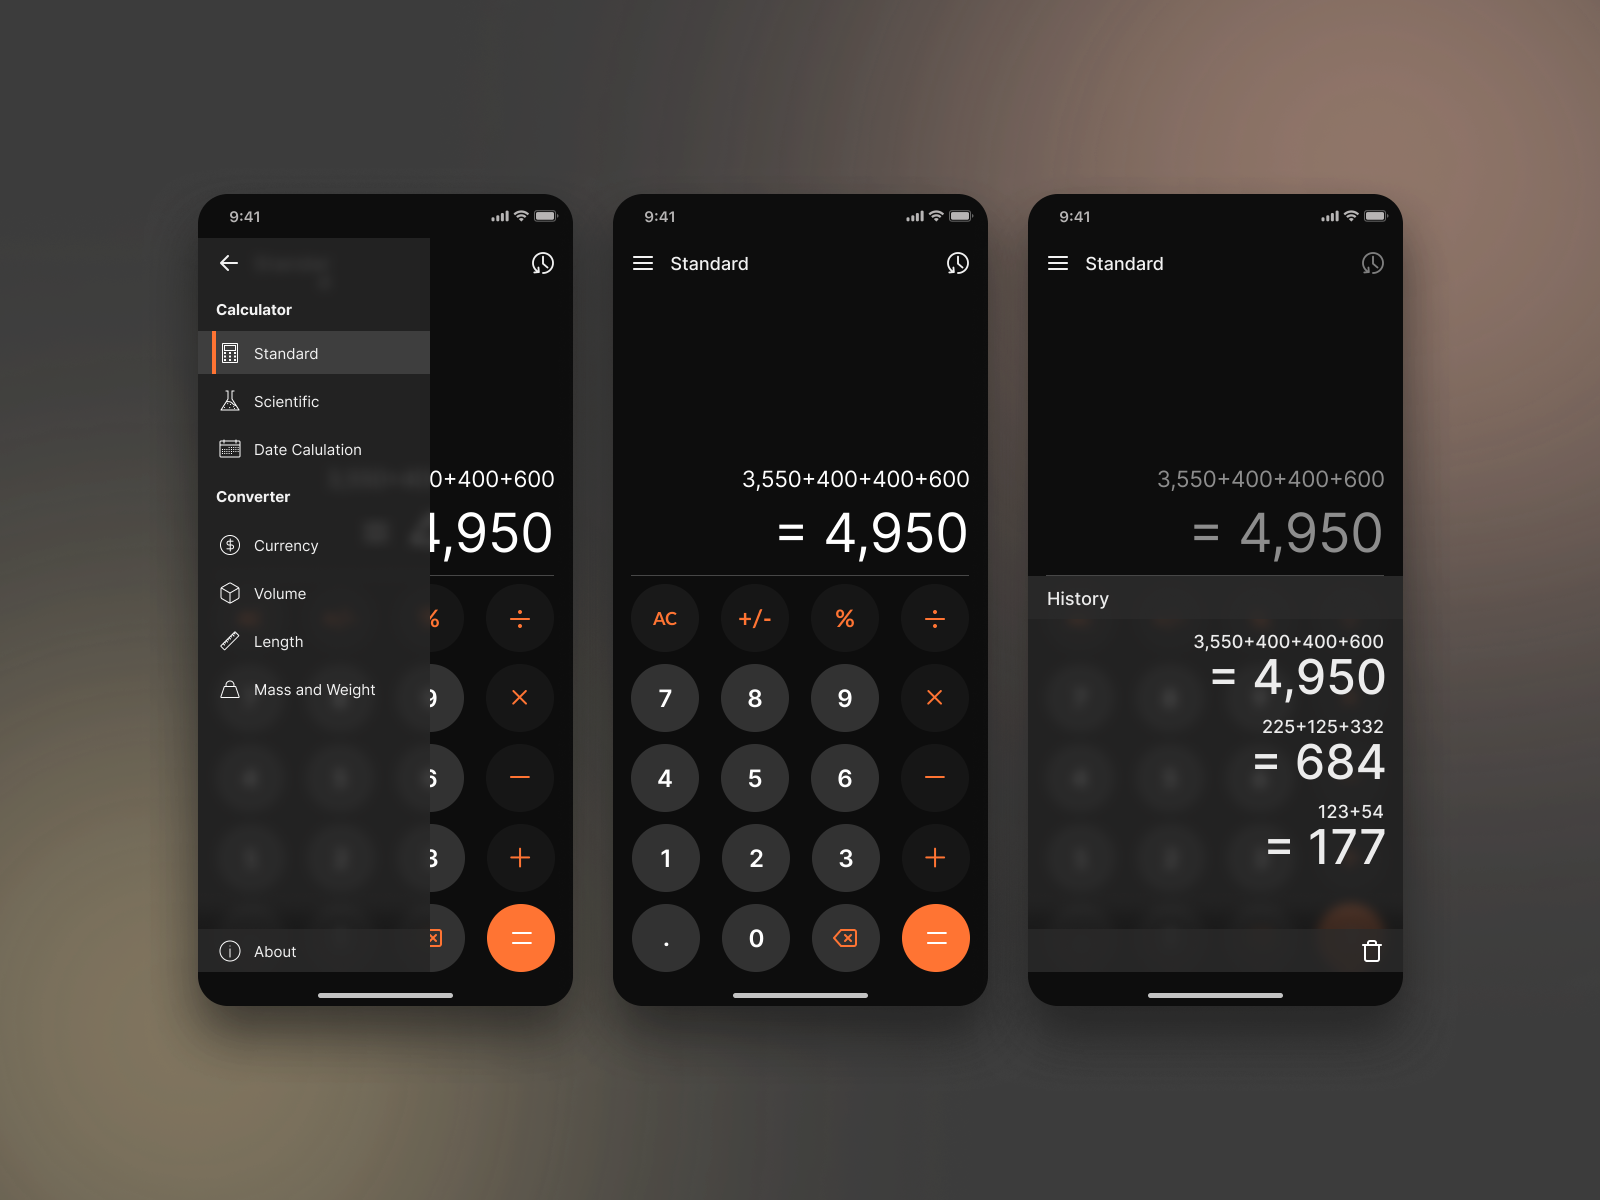 9:41
Calculator
Standard
Scientific
Date Calulation
Converter
Currency
Volume
Length
Mass and Weight
About
0+400+600
4,950
%
÷
9
×
6
−
3
+
=
9:41
Standard
3,550+400+400+600
= 4,950
AC +/- % ÷
7 8 9 ×
4 5 6 −
1 2 3 +
. 0 =
9:41
Standard
3,550+400+400+600
= 4,950
History
3,550+400+400+600
= 4,950
225+125+332
= 684
123+54
= 177